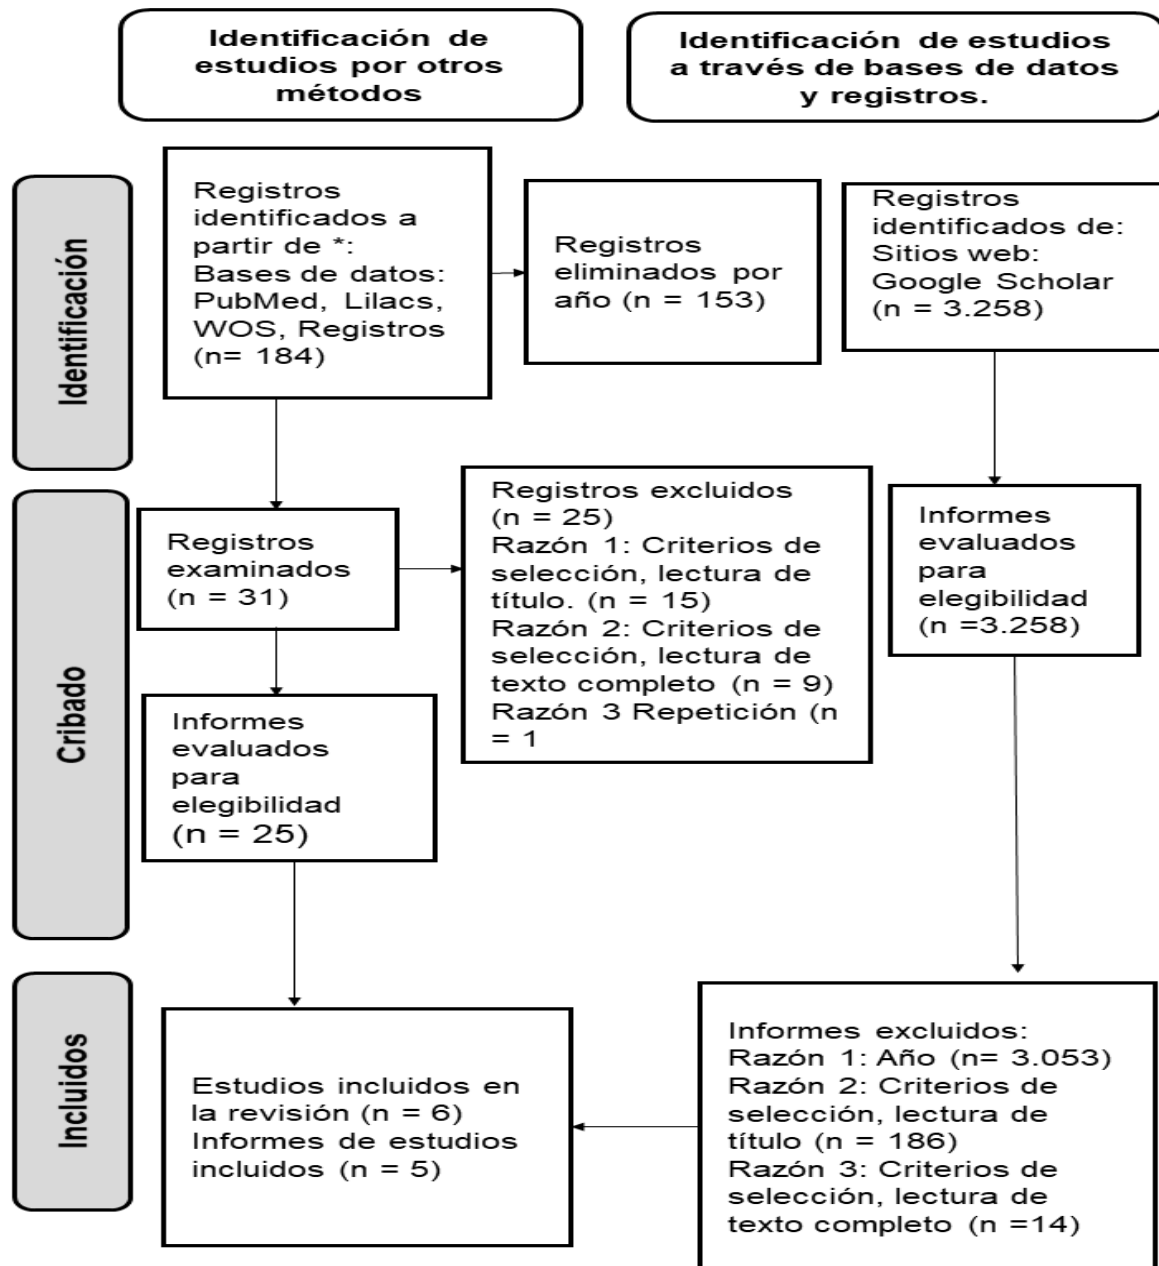 Identificación de
estudios por otros
métodos
Identificación de estudios
a través de bases de datos
y registros.
Identificación
Registros
identificados a
partir de *:
Bases de datos:
PubMed, Lilacs,
WOS, Registros
(n= 184)
Registros
eliminados por
año (n = 153)
Registros
identificados de:
Sitios web:
Google Scholar
(n = 3.258)
Cribado
Registros
examinados
(n = 31)
Registros excluidos
(n = 25)
Razón 1: Criterios de
selección, lectura de
título. (n = 15)
Razón 2: Criterios de
selección, lectura de
texto completo (n = 9)
Razón 3 Repetición (n
= 1
Informes
evaluados
para
elegibilidad
(n =3.258)
Informes
evaluados
para
elegibilidad
(n = 25)
Incluidos
Estudios incluidos en
la revisión (n = 6)
Informes de estudios
incluidos (n = 5)
Informes excluidos:
Razón 1: Año (n= 3.053)
Razón 2: Criterios de
selección, lectura de
título (n = 186)
Razón 3: Criterios de
selección, lectura de
texto completo (n =14)